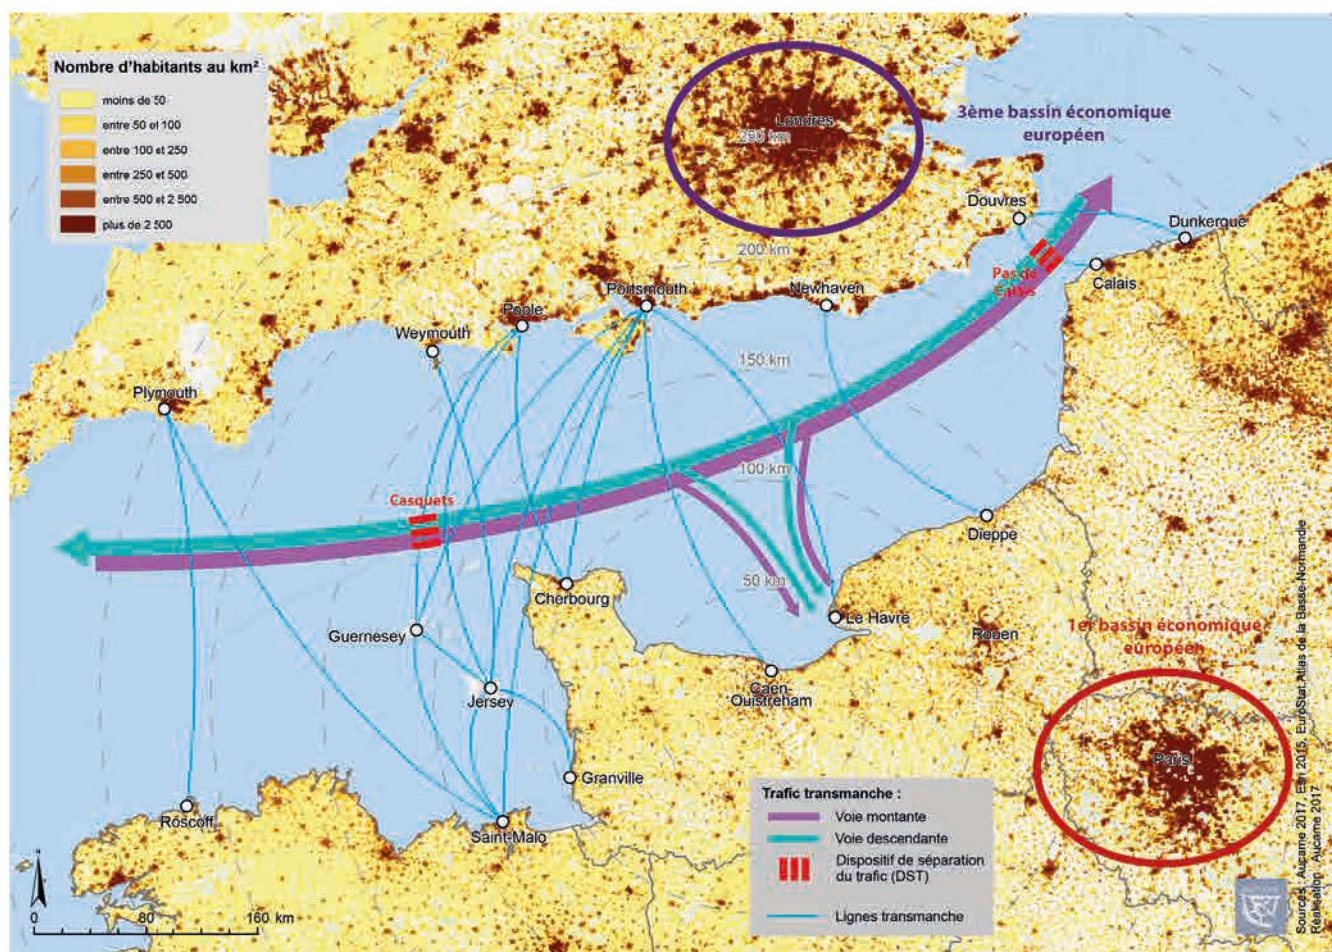 Nombre d'habitants au km²
moins de 50
entre 50 et 100
entre 100 et 250
entre 250 et 500
entre 500 et 2 500
plus de 2 500
Londres
280 km
3ème bassin économique
européen
Douvres
Dunkerque
200 km
Pas de
Calais
Calais
Portsmouth
Newhaven
Poole
Weymouth
150 km
Plymouth
100 km
Casquets
Dieppe
50 km
Cherbourg
Le Havre
Rouen
1er bassin économique
européen
Guernesey
Jersey
Caen-
Ouistreham
Paris
Granville
Roscoff
Saint-Malo
Trafic transmanche :
Voie montante
Voie descendante
Dispositif de séparation
du trafic (DST)
Lignes transmanche
N
0 80 160 km
Sources : Aucame 2017, Esri 2015, EuroStat, Atlas de la Basse-Normandie
Réalisation : Aucame 2017